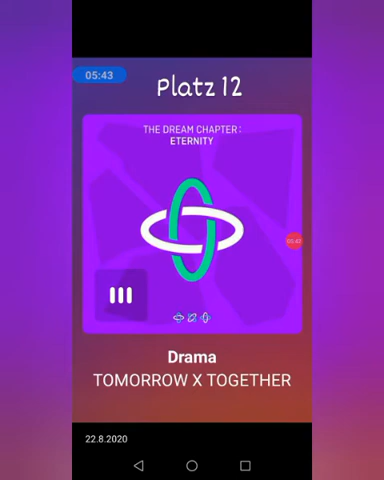 05:43
Platz 12
THE DREAM CHAPTER:
ETERNITY
05:43
Drama
TOMORROW X TOGETHER
22.8.2020